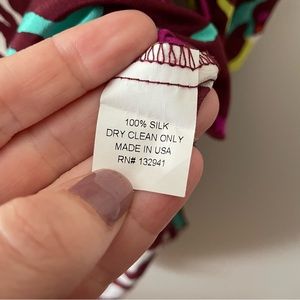 100% SILK
DRY CLEAN ONLY
MADE IN USA
RN# 132941